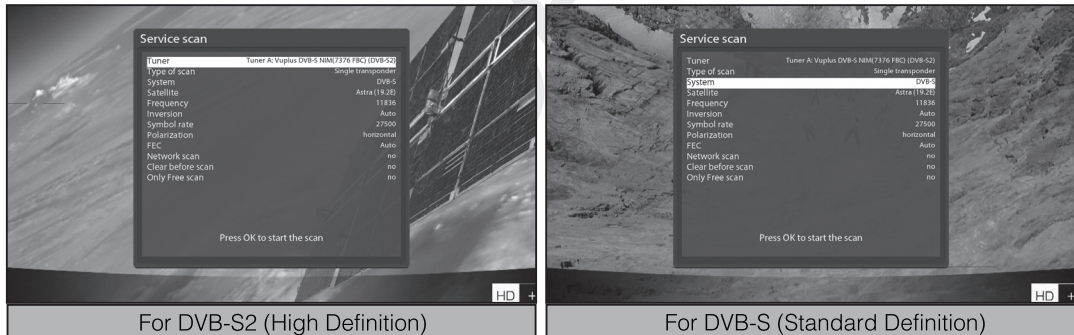 Service scan
Tuner Tuner A: Vuplus DVB-S NIM(7376 FBC) (DVB-S2)
Type of scan Single transponder
System DVB-S
Satellite Astra (19.2E)
Frequency 11836
Inversion Auto
Symbol rate 27500
Polarization horizontal
FEC Auto
Network scan no
Clear before scan no
Only Free scan no
Press OK to start the scan
HD +
For DVB-S2 (High Definition)
Service scan
Tuner Tuner A: Vuplus DVB-S NIM(7376 FBC) (DVB-S2)
Type of scan Single transponder
System DVB-S
Satellite Astra (19.2E)
Frequency 11836
Inversion Auto
Symbol rate 27500
Polarization horizontal
FEC Auto
Network scan no
Clear before scan no
Only Free scan no
Press OK to start the scan
HD +
For DVB-S (Standard Definition)